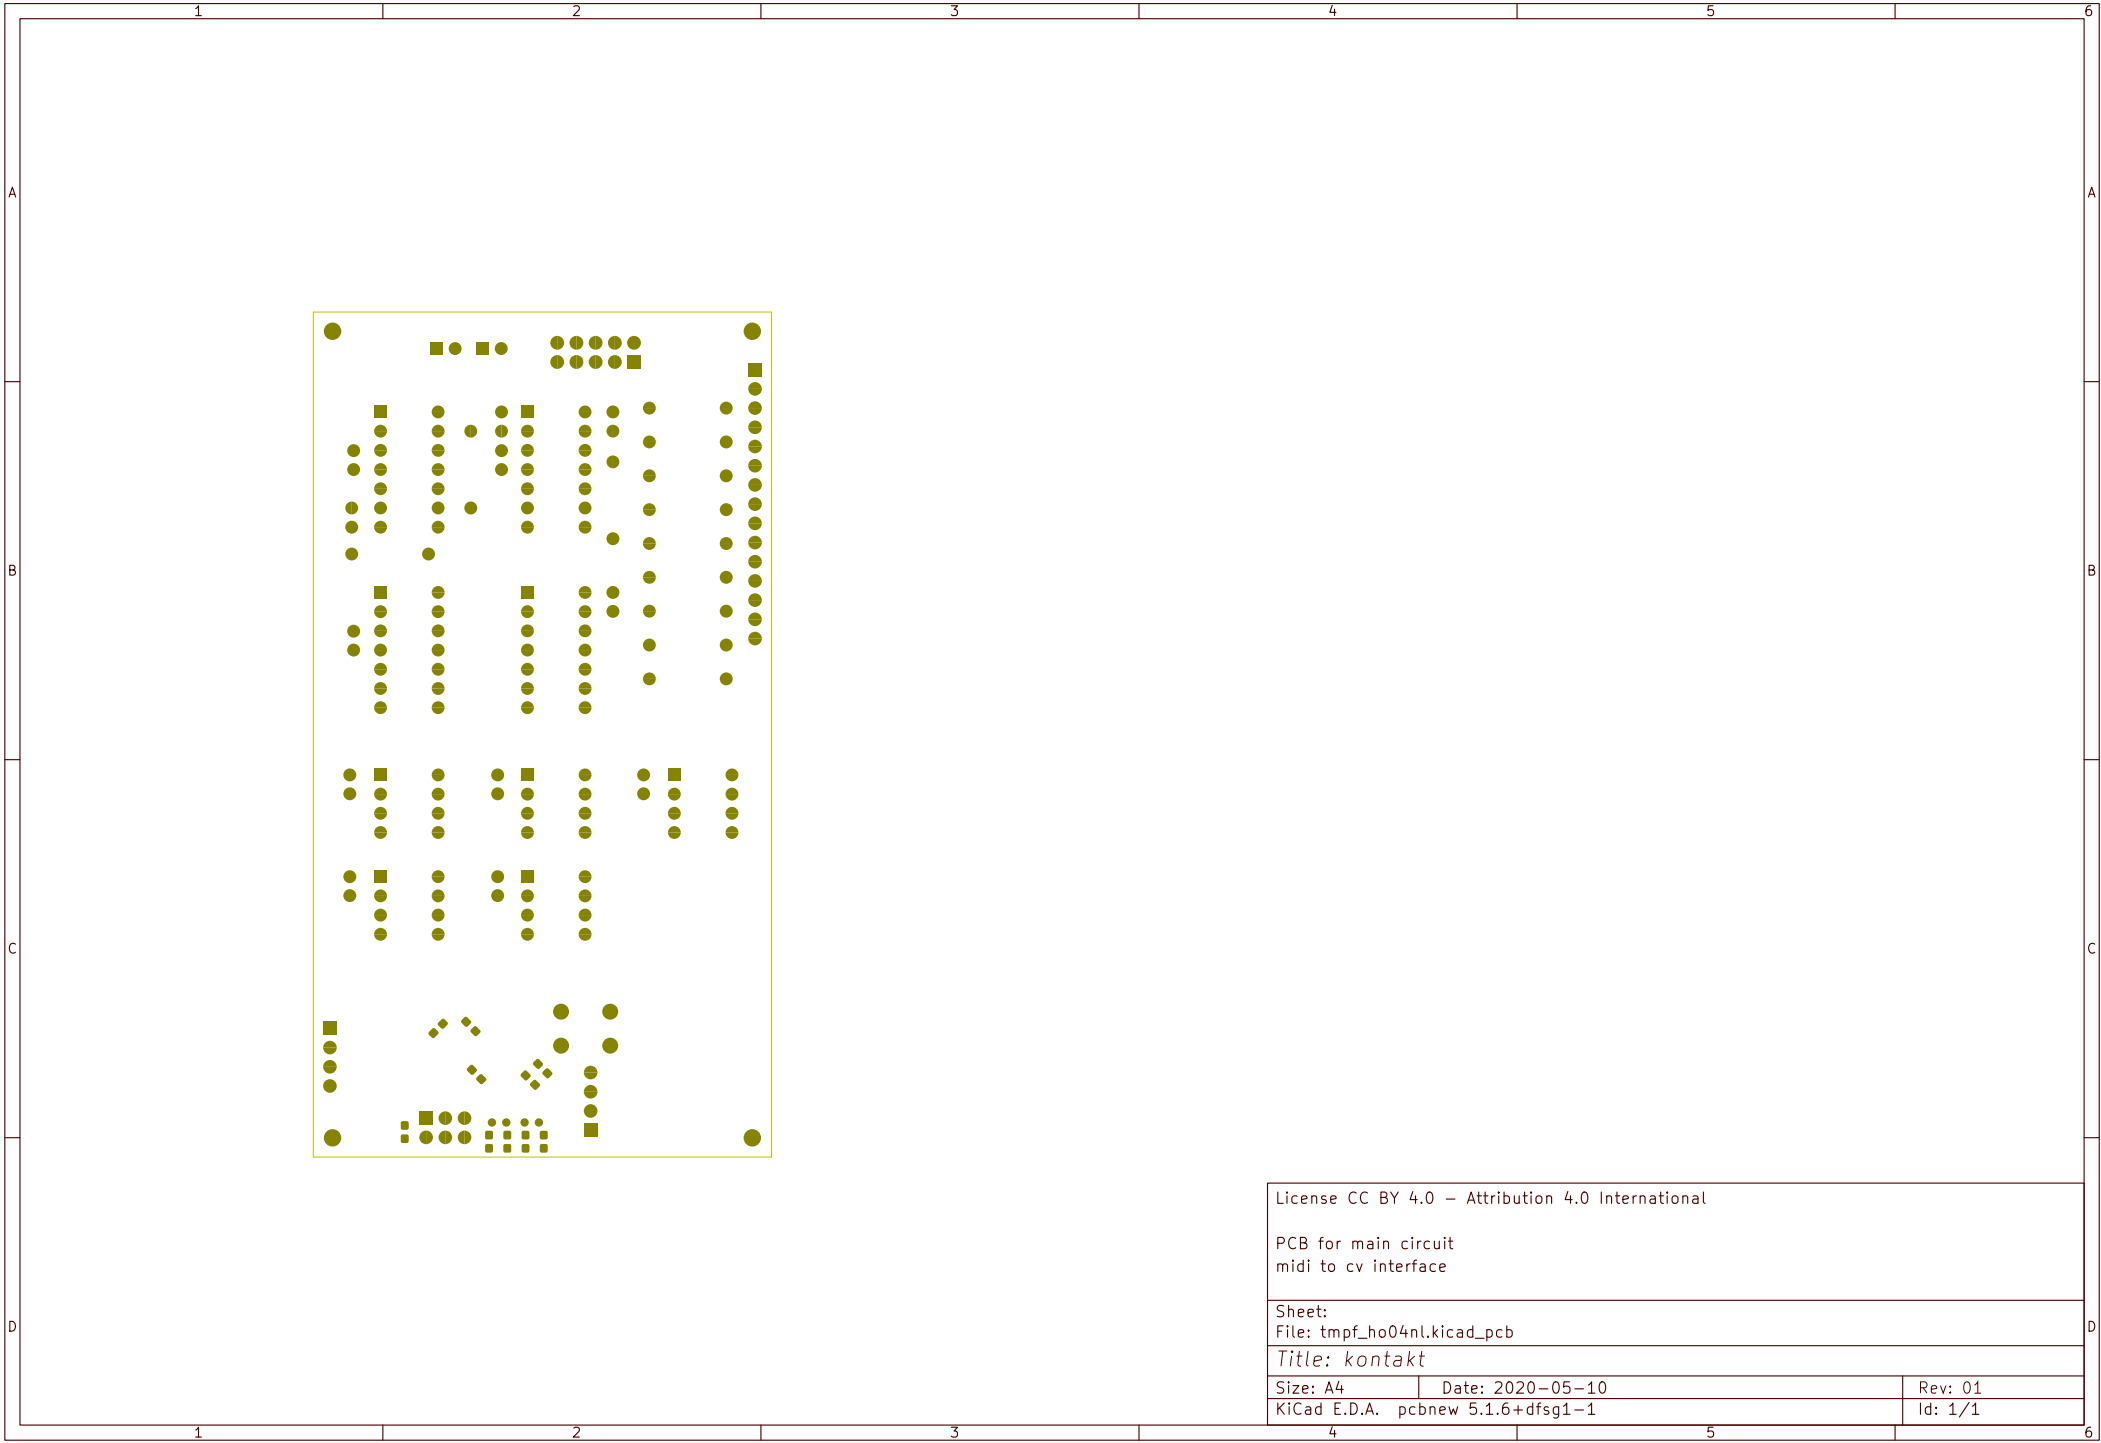 1 2 3 4 5 6
A A
B B
C C
D D
License CC BY 4.0 - Attribution 4.0 International
PCB for main circuit
midi to cv interface
Sheet:
File: tmpf_ho04nl.kicad_pcb
Title: kontakt
Size: A4 Date: 2020-05-10 Rev: 01
KiCad E.D.A. pcbnew 5.1.6+dfsg1-1 Id: 1/1
1 2 3 4 5 6